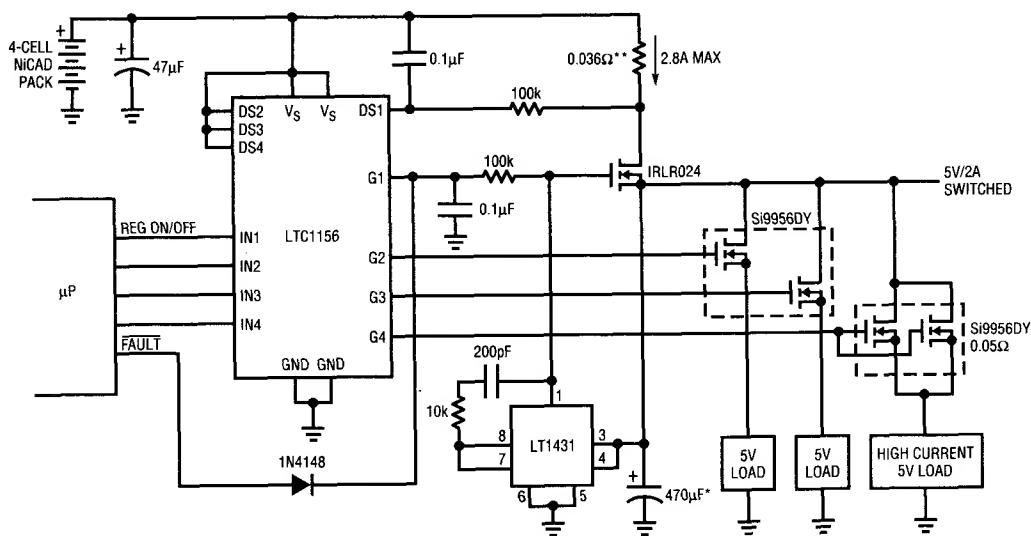 4-CELL
NiCAD
PACK
+
+
47µF
0.1µF
0.036Ω**
2.8A MAX
DS2
DS3
DS4
VS
VS
DS1
100k
G1
100k
IRLR024
0.1µF
5V/2A
SWITCHED
Si9956DY
µP
REG ON/OFF
IN1
LTC1156
IN2
IN3
IN4
FAULT
G2
G3
G4
Si9956DY
0.05Ω
GND
GND
200pF
10k
1
8
7
LT1431
3
4
6
5
1N4148
+
470µF*
5V
LOAD
5V
LOAD
HIGH CURRENT
5V LOAD